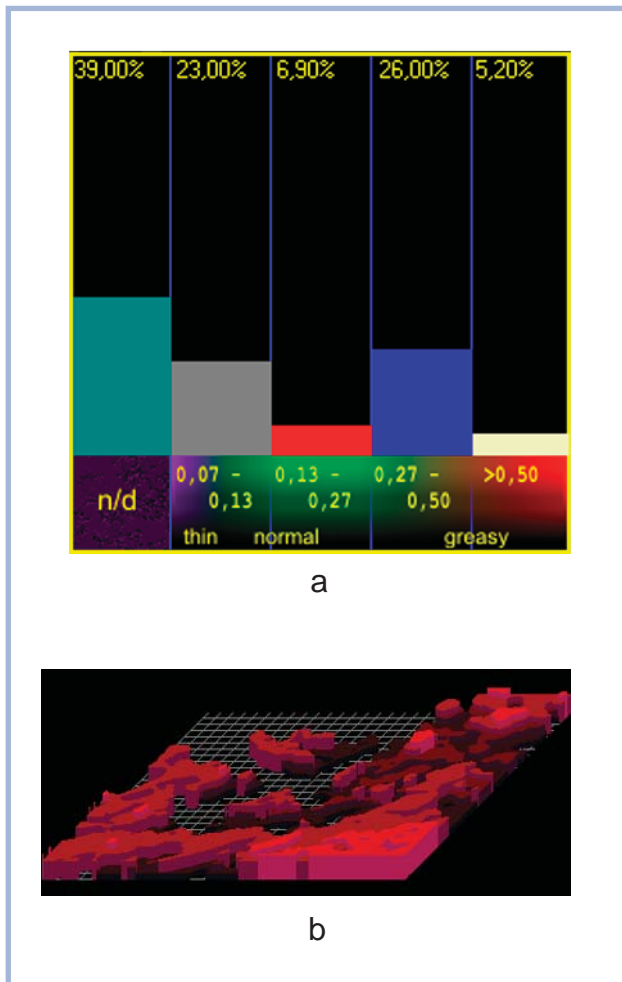 39,00% 23,00% 6,90% 26,00% 5,20%
n/d 0,07 - 0,13 - 0,27 - >0,50
0,13 0,27 0,50
thin normal greasy
a
b